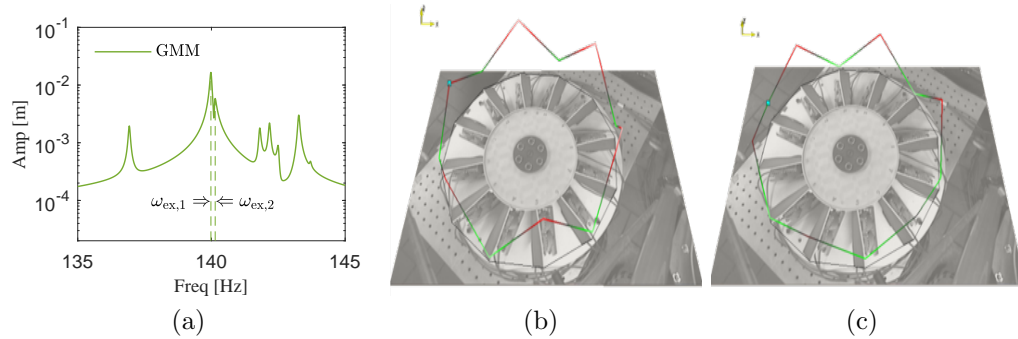 10⁻¹
10⁻²
10⁻³
10⁻⁴
Amp [m]
GMM
ω_ex,1 ⇒ ⇐ ω_ex,2
135 140 145
Freq [Hz]
(a) (b) (c)